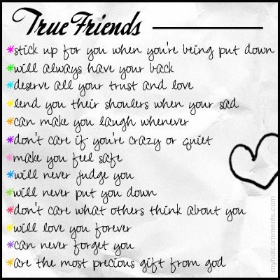 True Friends
*stick up for you when you're being put down
*will always have your back
*deserve all your trust and love
*lend you their shoulers when your sad
*can make you laugh whenever
*don't care if you're crazy or quiet
*make you feel safe
*will never judge you
*will never put you down
*don't care what others think about you
*will love you forever
*can never forget you
*are the most precious gift from god